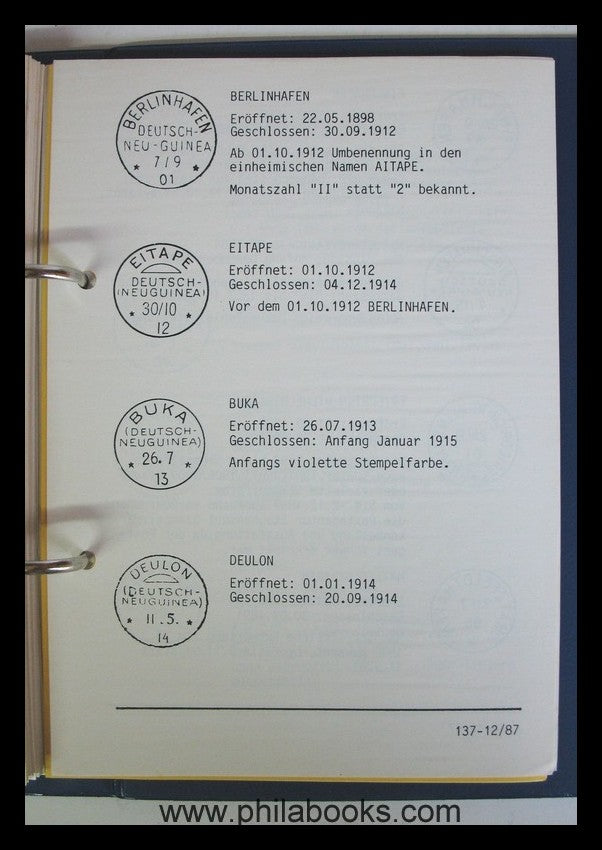 BERLINHAFEN
DEUTSCH-
NEU-GUINEA
* 7/9 *
01
BERLINHAFEN
Eröffnet: 22.05.1898
Geschlossen: 30.09.1912
Ab 01.10.1912 Umbenennung in den
einheimischen Namen AITAPE.
Monatszahl "II" statt "2" bekannt.
EITAPE
DEUTSCH-
(NEUGUINEA)
* 30/10 *
12
EITAPE
Eröffnet: 01.10.1912
Geschlossen: 04.12.1914
Vor dem 01.10.1912 BERLINHAFEN.
BUKA
(DEUTSCH-
NEUGUINEA)
* 26.7 *
13
BUKA
Eröffnet: 26.07.1913
Geschlossen: Anfang Januar 1915
Anfangs violette Stempelfarbe.
DEULON
(DEUTSCH-
NEUGUINEA)
* 11.5. *
14
DEULON
Eröffnet: 01.01.1914
Geschlossen: 20.09.1914
137-12/87
www.philabooks.com